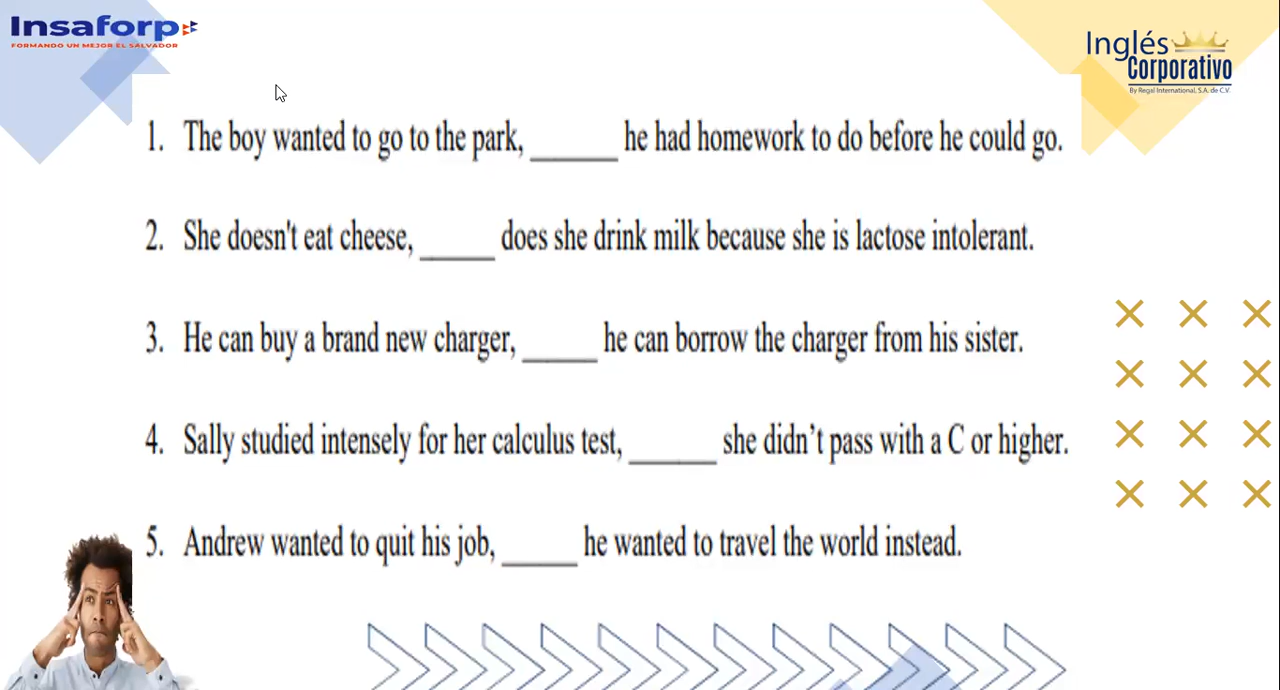 Insaforp
FORMANDO UN MEJOR EL SALVADOR
Inglés
Corporativo
By Regal International, S.A. de C.V.
1. The boy wanted to go to the park, ______ he had homework to do before he could go.
2. She doesn't eat cheese, _____ does she drink milk because she is lactose intolerant.
3. He can buy a brand new charger, _____ he can borrow the charger from his sister.
4. Sally studied intensely for her calculus test, ______ she didn’t pass with a C or higher.
5. Andrew wanted to quit his job, _____ he wanted to travel the world instead.